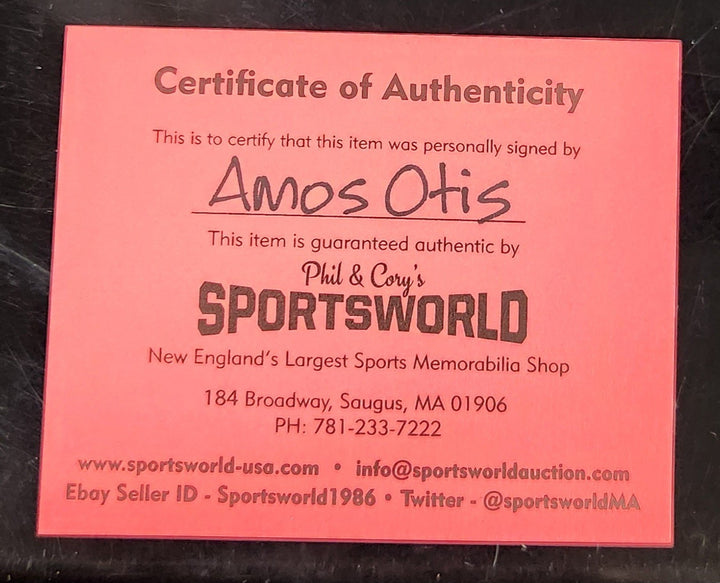 Certificate of Authenticity
This is to certify that this item was personally signed by
Amos Otis
This item is guaranteed authentic by
Phil & Cory's
SPORTSWORLD
New England's Largest Sports Memorabilia Shop
184 Broadway, Saugus, MA 01906
PH: 781-233-7222
www.sportsworld-usa.com • info@sportsworldauction.com
Ebay Seller ID - Sportsworld1986 • Twitter - @sportsworldMA